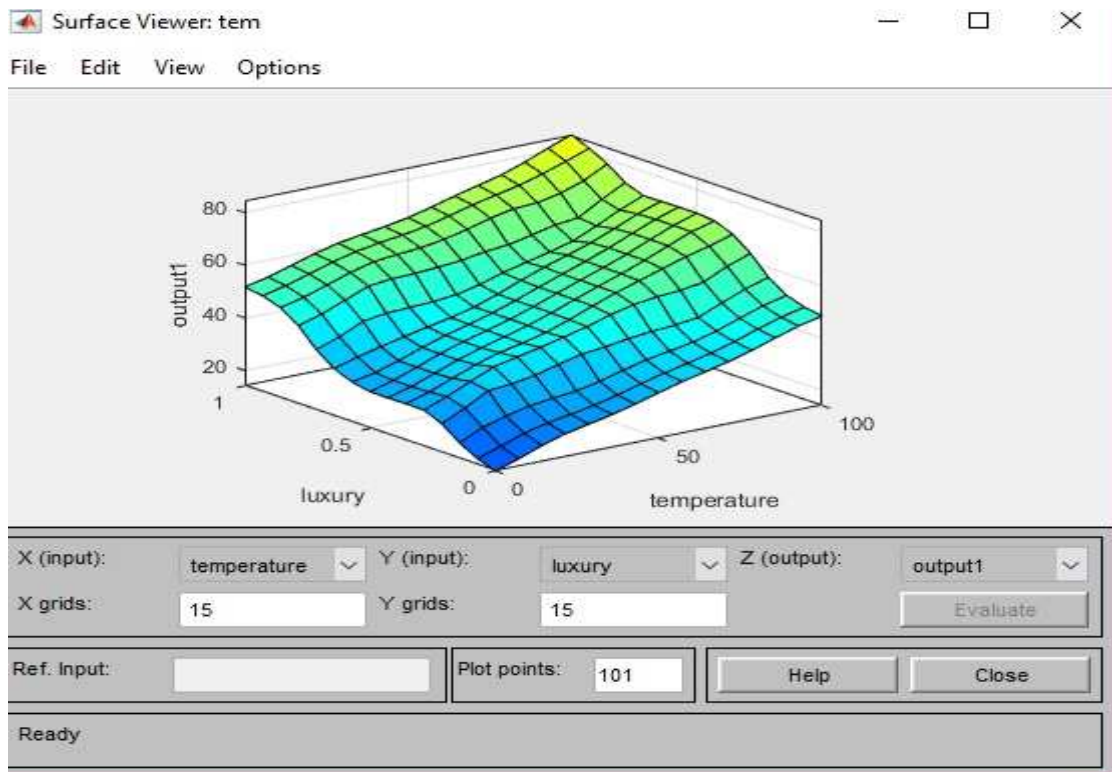 Surface Viewer: tem
File Edit View Options
80
60
40
20
output1
1
0.5
0
luxury
0
50
100
temperature
X (input): temperature Y (input): luxury Z (output): output1
X grids: 15 Y grids: 15 Evaluate
Ref. Input: Plot points: 101 Help Close
Ready